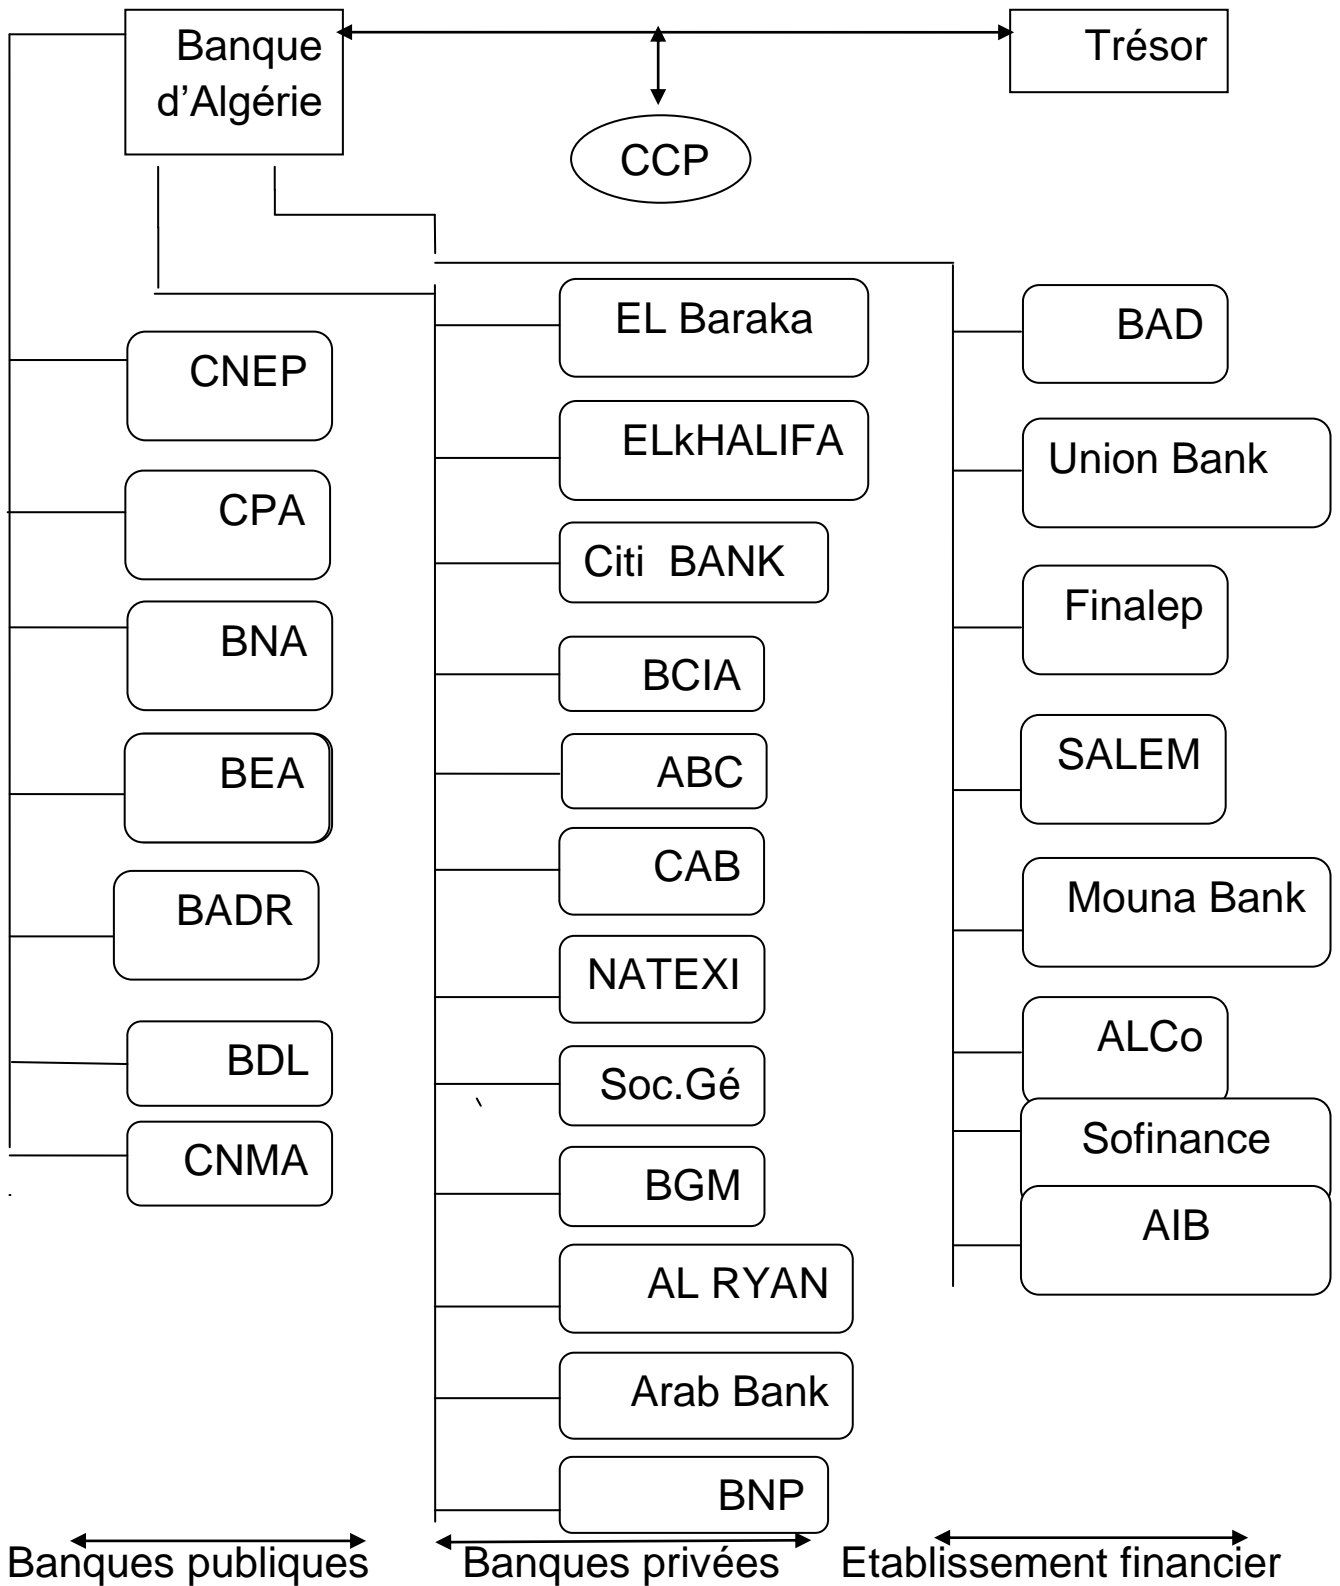 Banque
d’Algérie
Trésor
CCP
CNEP
CPA
BNA
BEA
BADR
BDL
CNMA
EL Baraka
ELkHALIFA
Citi BANK
BCIA
ABC
CAB
NATEXI
Soc.Gé
BGM
AL RYAN
Arab Bank
BNP
BAD
Union Bank
Finalep
SALEM
Mouna Bank
ALCo
Sofinance
AIB
Banques publiques
Banques privées
Etablissement financier